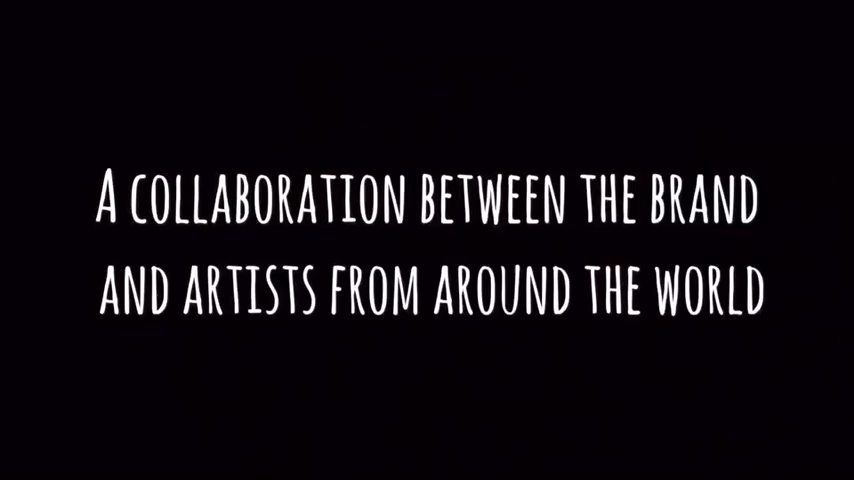 A COLLABORATION BETWEEN THE BRAND
AND ARTISTS FROM AROUND THE WORLD